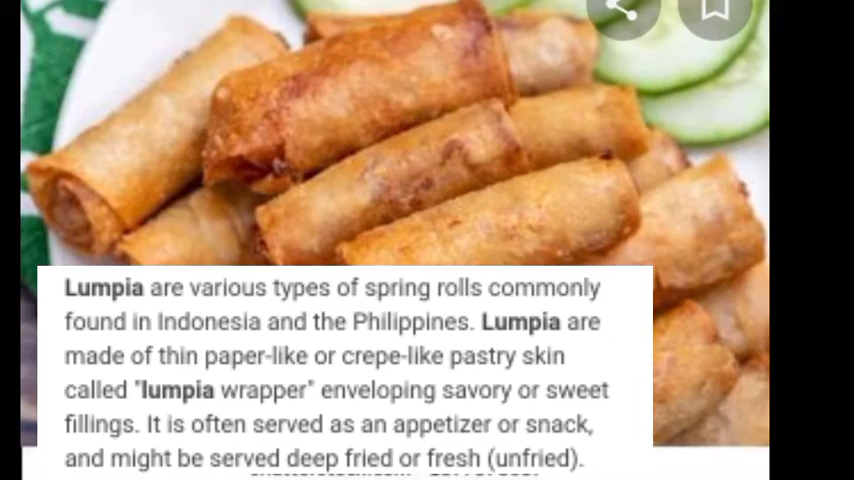 Lumpia are various types of spring rolls commonly
found in Indonesia and the Philippines. Lumpia are
made of thin paper-like or crepe-like pastry skin
called "lumpia wrapper" enveloping savory or sweet
fillings. It is often served as an appetizer or snack,
and might be served deep fried or fresh (unfried).